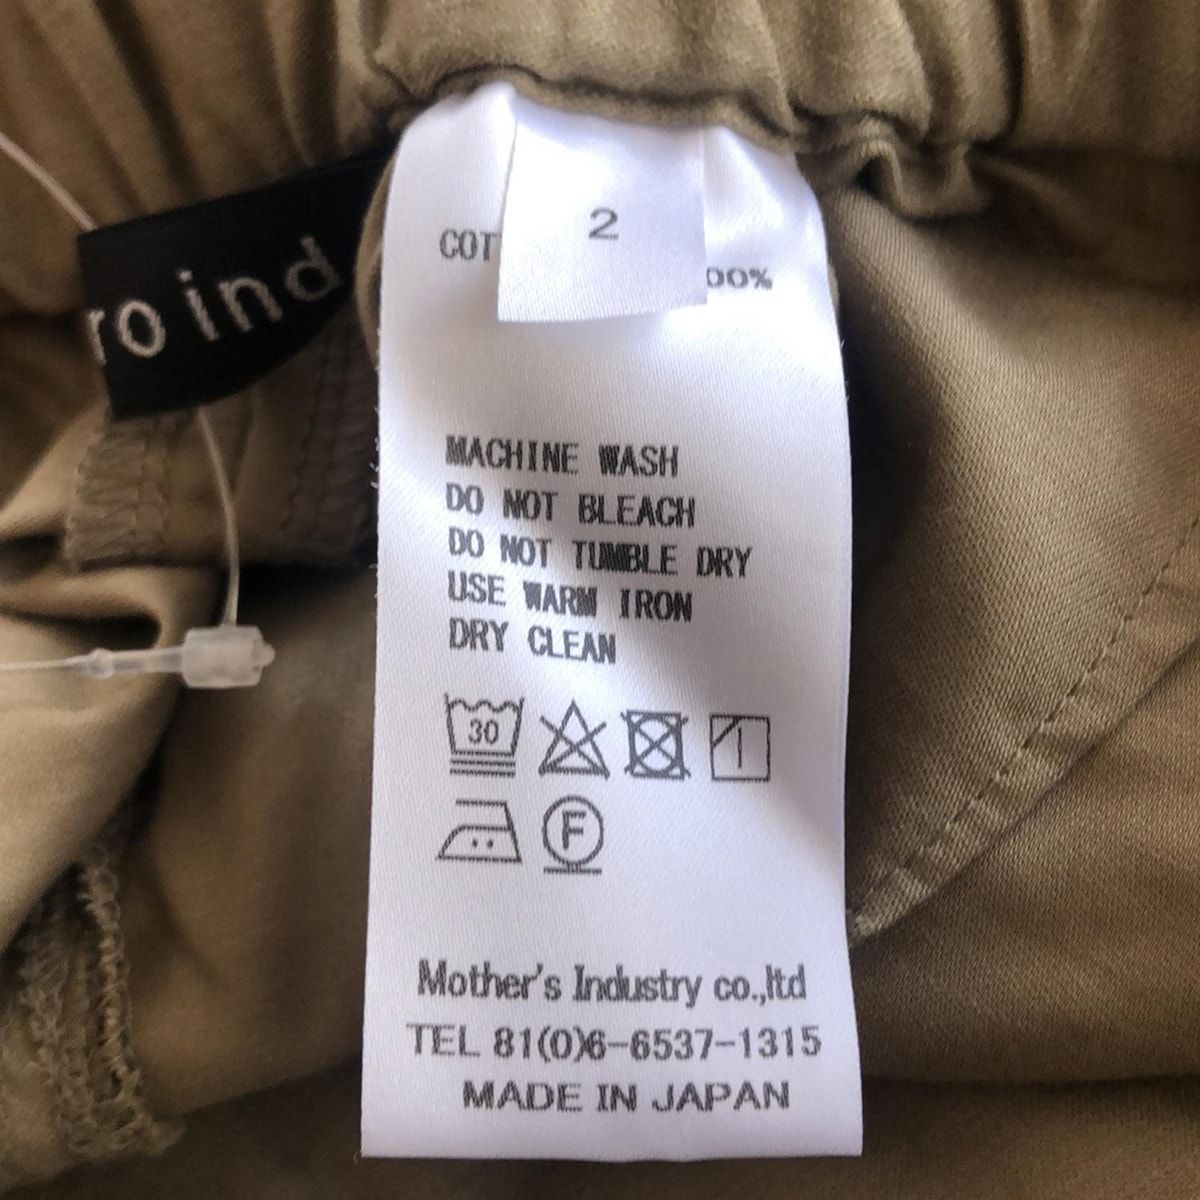 ro ind
2
COT
00%
MACHINE WASH
DO NOT BLEACH
DO NOT TUMBLE DRY
USE WARM IRON
DRY CLEAN
30
F
Mother's Industry co.,ltd
TEL 81(0)6-6537-1315
MADE IN JAPAN